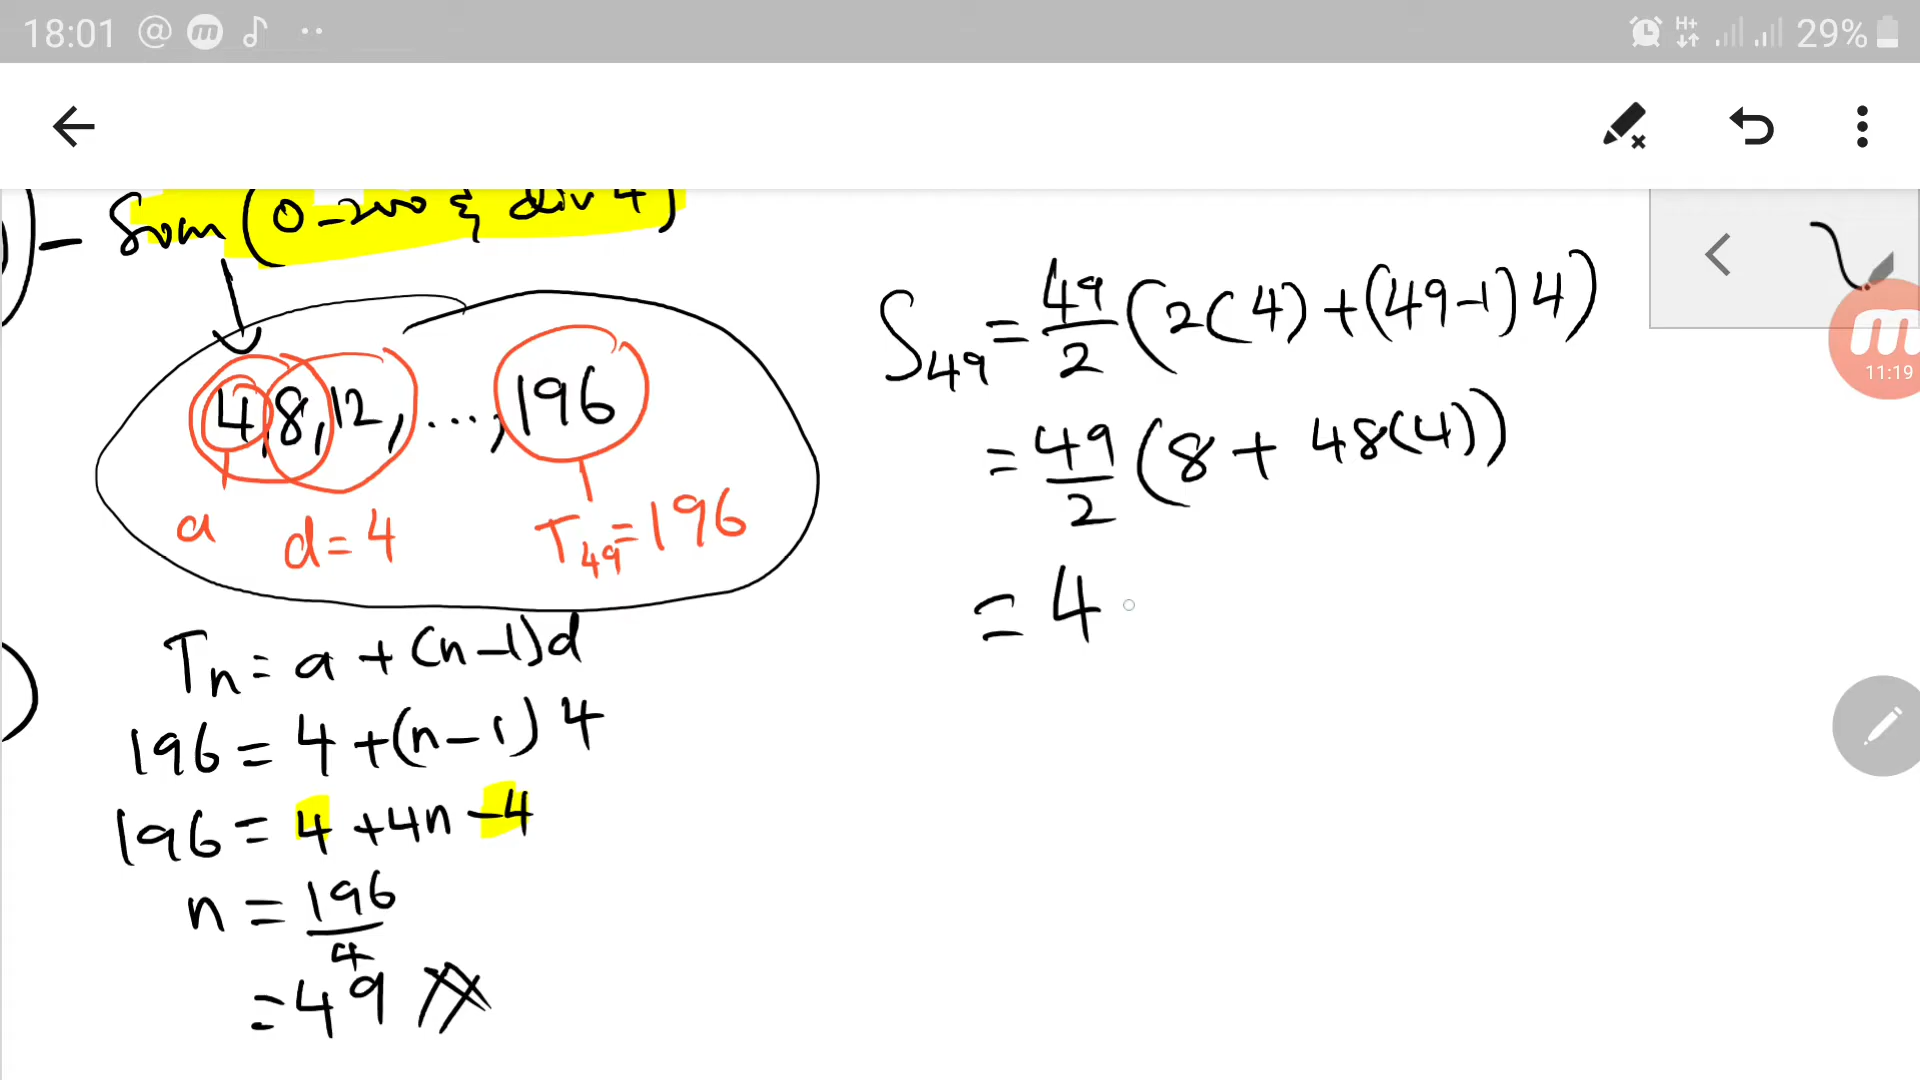 18:01 @ m 29%
H+
- Sum (0-200 & div 4)
4, 8, 12, ..., 196
a d = 4 T49 = 196
Tn = a + (n-1)d
196 = 4 + (n-1)4
196 = 4 + 4n - 4
n = 196/4
= 49
S49 = 49/2 (2(4) + (49-1)4)
= 49/2 (8 + 48(4))
= 4
m
11:19